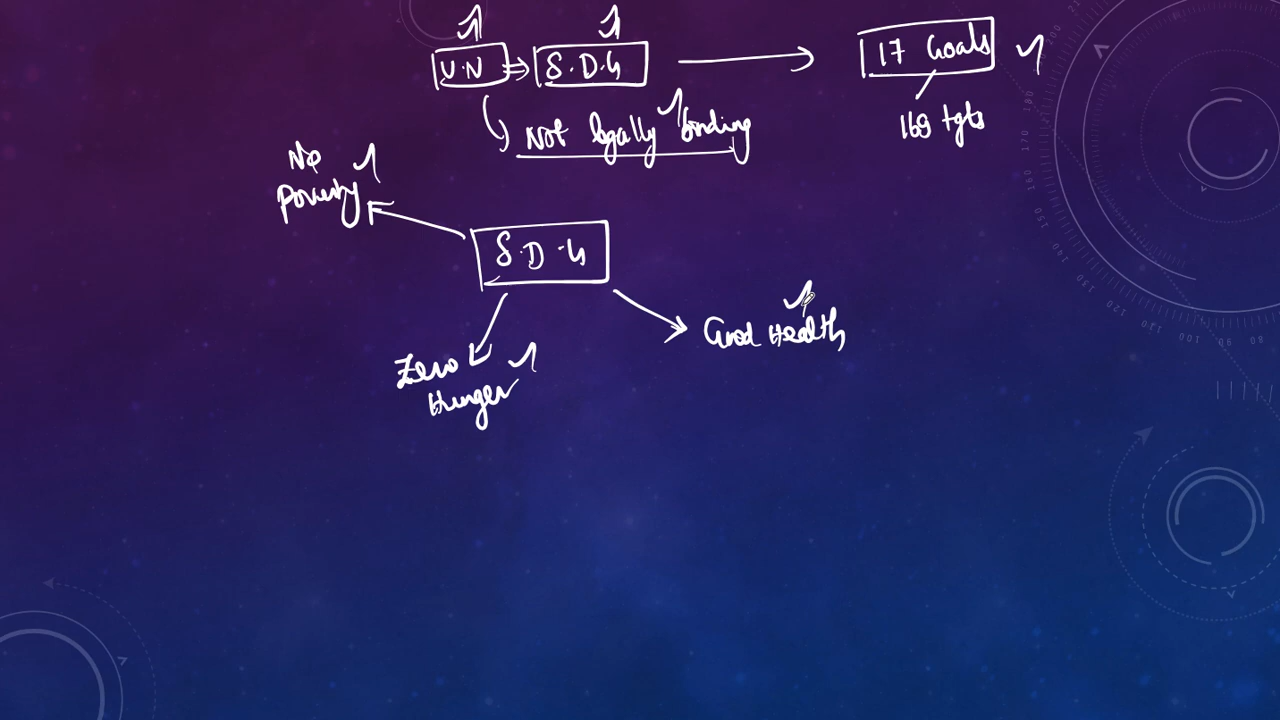 U.N ⇒ S.D.G → 17 Goals
169 tgts
Not legally binding
No
Poverty
S.D.G
Good Health
Zero
Hunger